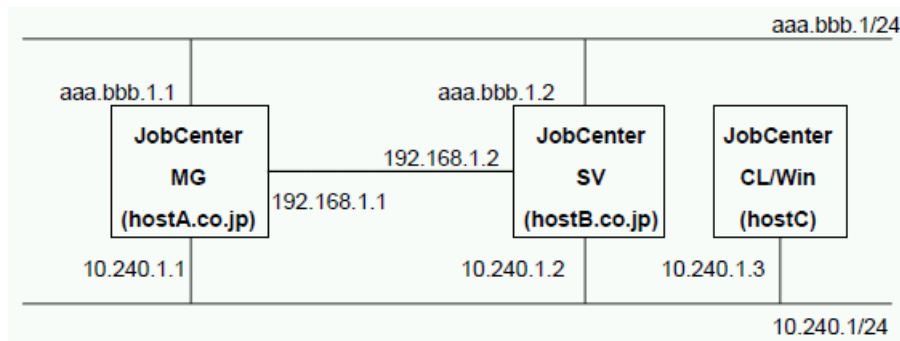 aaa.bbb.1/24
aaa.bbb.1.1
aaa.bbb.1.2
JobCenter
MG
(hostA.co.jp)
192.168.1.2
192.168.1.1
JobCenter
SV
(hostB.co.jp)
JobCenter
CL/Win
(hostC)
10.240.1.1
10.240.1.2
10.240.1.3
10.240.1/24